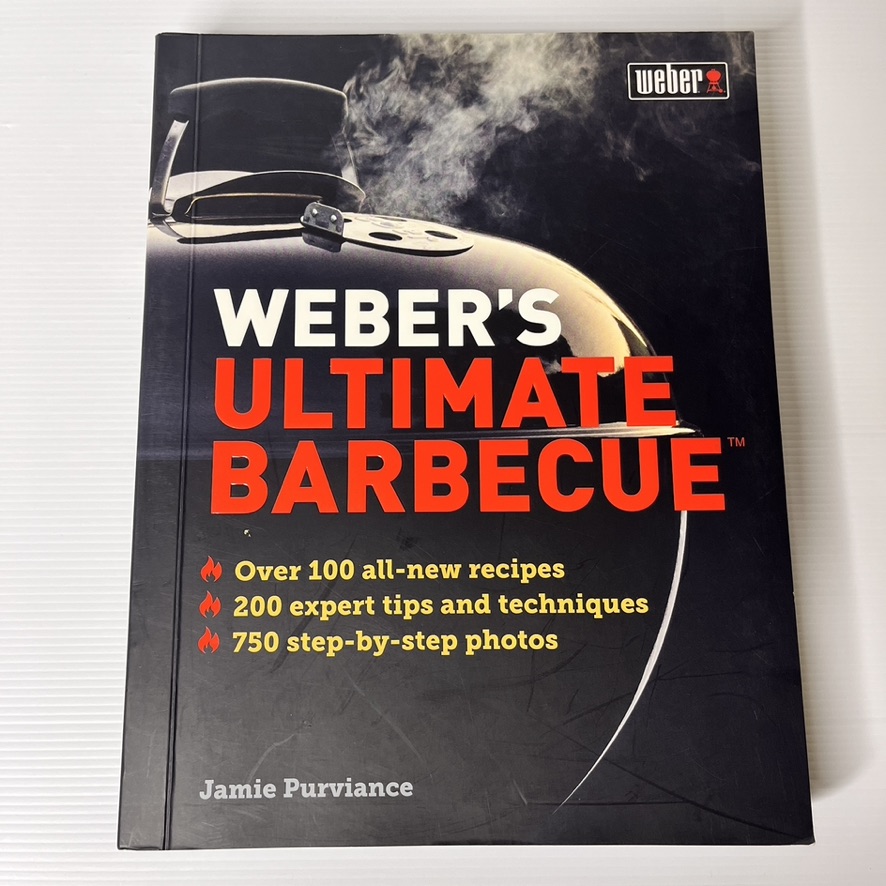 weber
WEBER'S
ULTIMATE
BARBECUE™
Over 100 all-new recipes
200 expert tips and techniques
750 step-by-step photos
Jamie Purviance